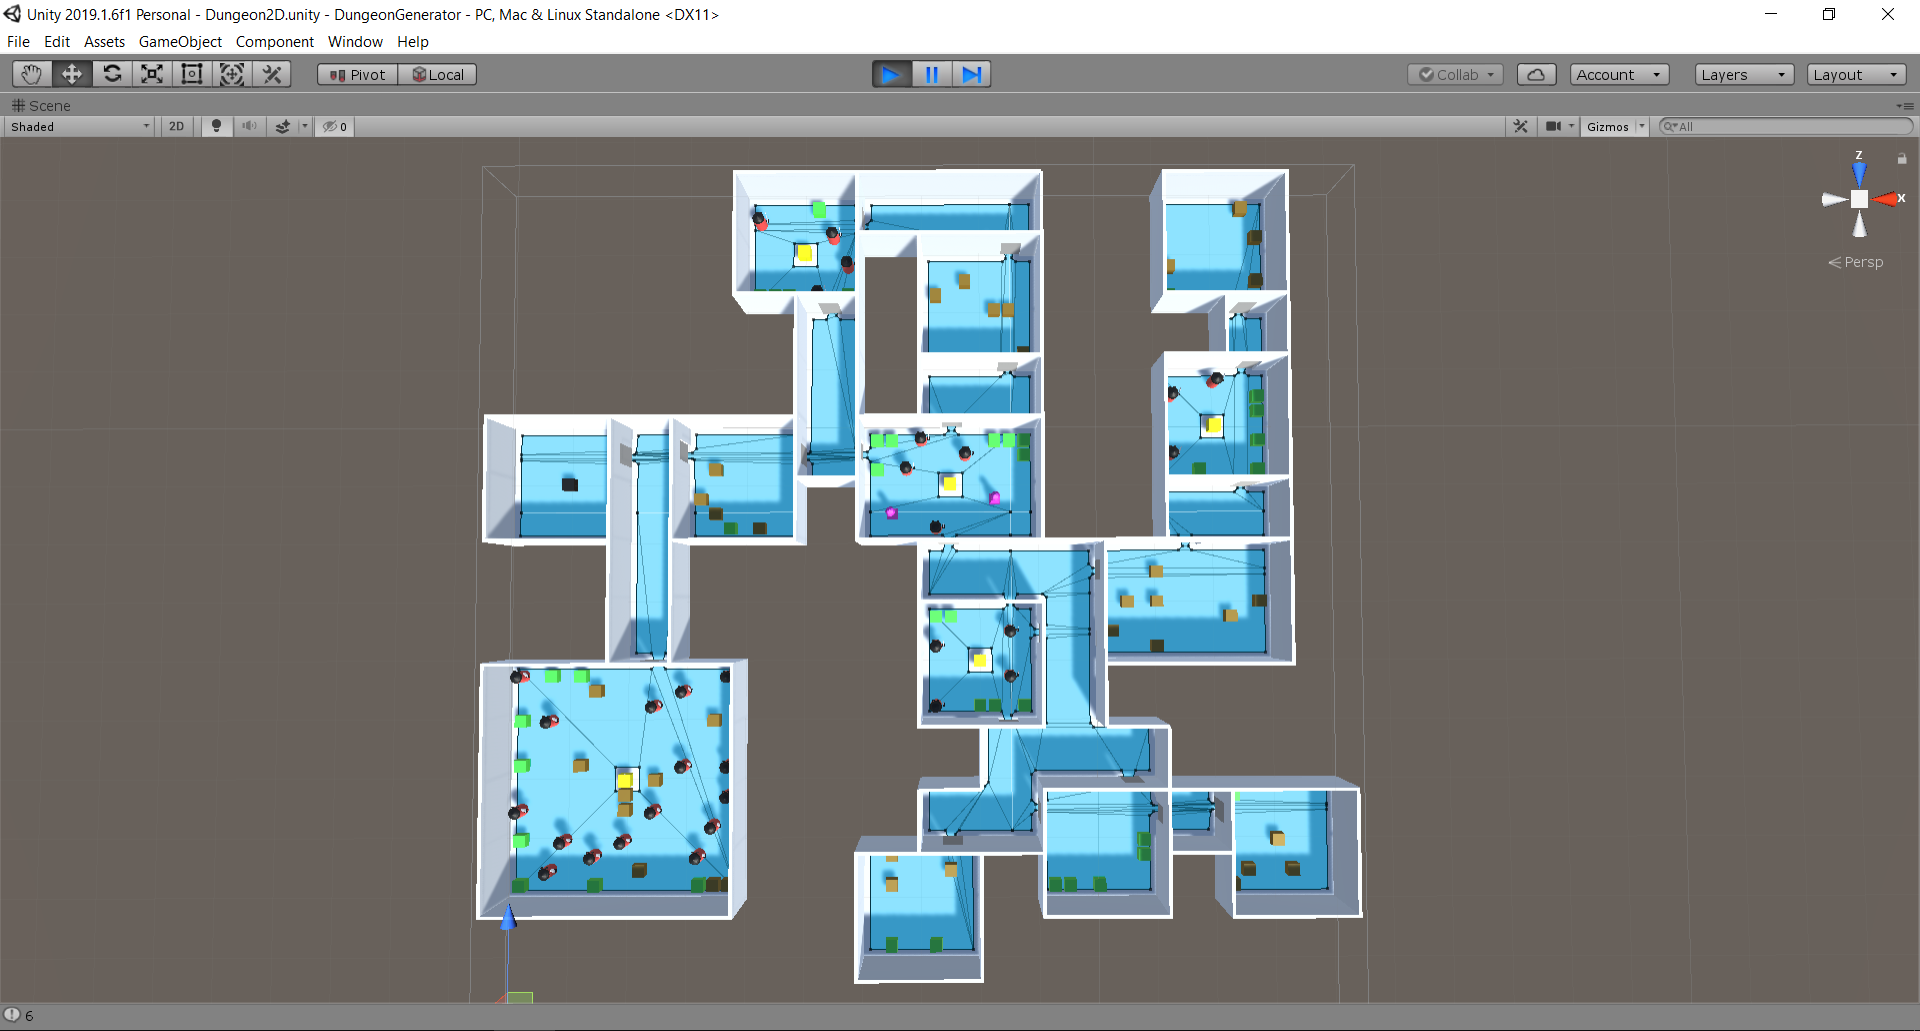 Unity 2019.1.6f1 Personal - Dungeon2D.unity - DungeonGenerator - PC, Mac & Linux Standalone <DX11>
File Edit Assets GameObject Component Window Help
Pivot Local Collab Account Layers Layout
Scene
Shaded 2D 0 Gizmos All
z
x
Persp
6